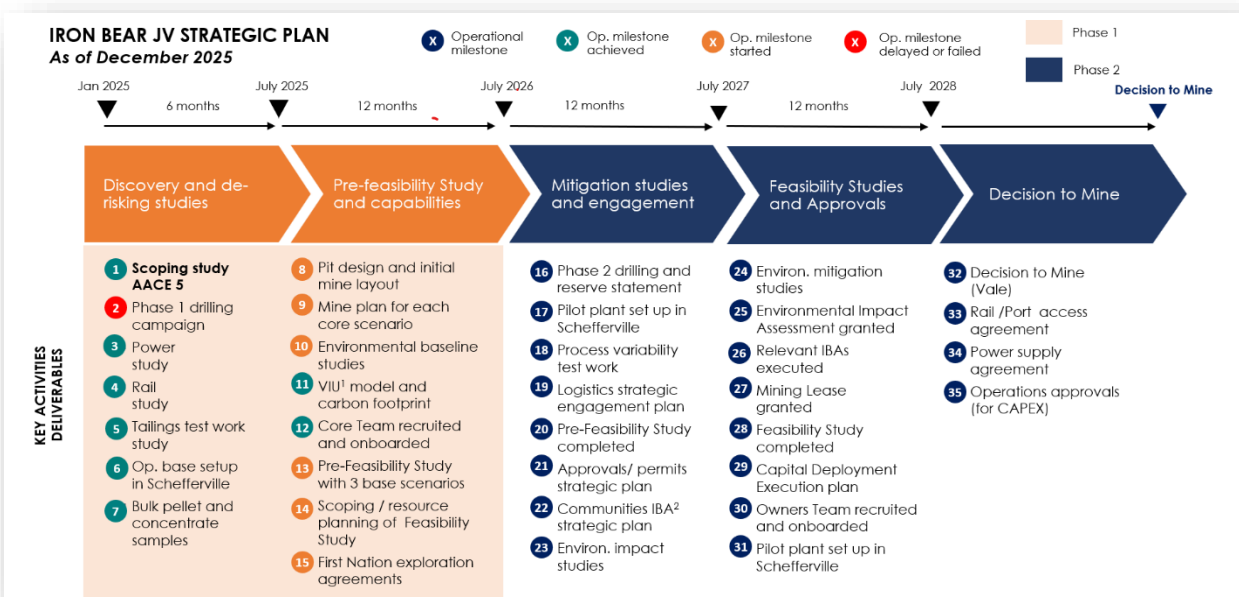 IRON BEAR JV STRATEGIC PLAN
As of December 2025
X Operational
milestone
X Op. milestone
achieved
X Op. milestone
started
X Op. milestone
delayed or failed
Phase 1
Phase 2
Jan 2025
July 2025
July 2026
July 2027
July 2028
Decision to Mine
6 months
12 months
12 months
12 months
Discovery and de-
risking studies
Pre-feasibility Study
and capabilities
Mitigation studies
and engagement
Feasibility Studies
and Approvals
Decision to Mine
KEY ACTIVITIES
DELIVERABLES
1 Scoping study
AACE 5
2 Phase 1 drilling
campaign
3 Power
study
4 Rail
study
5 Tailings test work
study
6 Op. base setup
in Schefferville
7 Bulk pellet and
concentrate
samples
8 Pit design and initial
mine layout
9 Mine plan for each
core scenario
10 Environmental baseline
studies
11 VIU¹ model and
carbon footprint
12 Core Team recruited
and onboarded
13 Pre-Feasibility Study
with 3 base scenarios
14 Scoping / resource
planning of Feasibility
Study
15 First Nation exploration
agreements
16 Phase 2 drilling and
reserve statement
17 Pilot plant set up in
Schefferville
18 Process variability
test work
19 Logistics strategic
engagement plan
20 Pre-Feasibility Study
completed
21 Approvals/ permits
strategic plan
22 Communities IBA²
strategic plan
23 Environ. impact
studies
24 Environ. mitigation
studies
25 Environmental Impact
Assessment granted
26 Relevant IBAs
executed
27 Mining Lease
granted
28 Feasibility Study
completed
29 Capital Deployment
Execution plan
30 Owners Team recruited
and onboarded
31 Pilot plant set up in
Schefferville
32 Decision to Mine
(Vale)
33 Rail /Port access
agreement
34 Power supply
agreement
35 Operations approvals
(for CAPEX)